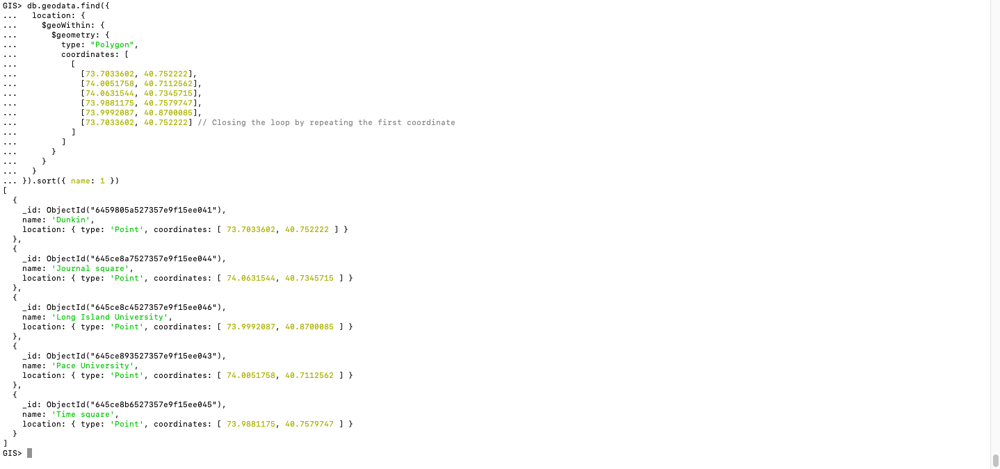 GIS> db.geodata.find({
...   location: {
...     $geoWithin: {
...       $geometry: {
...         type: "Polygon",
...         coordinates: [
...           [
...             [73.7033602, 40.752222],
...             [74.0051758, 40.7112562],
...             [74.0631544, 40.7345715],
...             [73.9881175, 40.7579747],
...             [73.9992087, 40.8700085],
...             [73.7033602, 40.752222] // Closing the loop by repeating the first coordinate
...           ]
...         ]
...       }
...     }
...   }
... }).sort({ name: 1 })
[
  {
    _id: ObjectId("6459805a527357e9f15ee041"),
    name: 'Dunkin',
    location: { type: 'Point', coordinates: [ 73.7033602, 40.752222 ] }
  },
  {
    _id: ObjectId("645ce8a7527357e9f15ee044"),
    name: 'Journal square',
    location: { type: 'Point', coordinates: [ 74.0631544, 40.7345715 ] }
  },
  {
    _id: ObjectId("645ce8c4527357e9f15ee046"),
    name: 'Long Island University',
    location: { type: 'Point', coordinates: [ 73.9992087, 40.8700085 ] }
  },
  {
    _id: ObjectId("645ce893527357e9f15ee043"),
    name: 'Pace University',
    location: { type: 'Point', coordinates: [ 74.0051758, 40.7112562 ] }
  },
  {
    _id: ObjectId("645ce8b6527357e9f15ee045"),
    name: 'Time square',
    location: { type: 'Point', coordinates: [ 73.9881175, 40.7579747 ] }
  }
]
GIS>